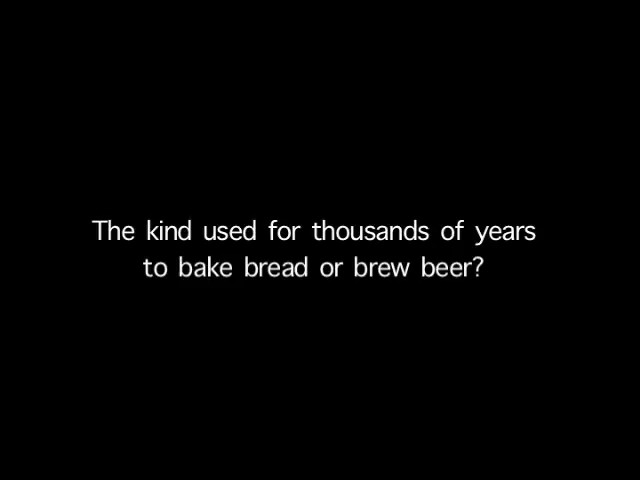 The kind used for thousands of years
to bake bread or brew beer?